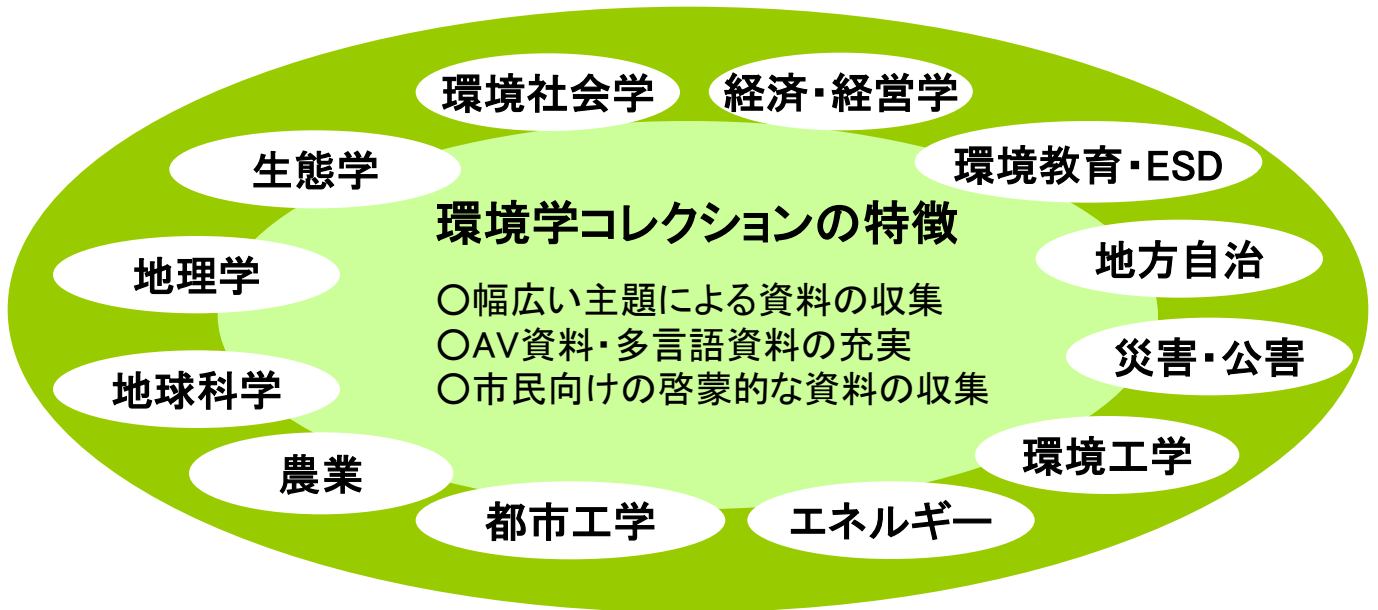 環境社会学
経済・経営学
生態学
環境教育・ESD
環境学コレクションの特徴
地理学
地方自治
○幅広い主題による資料の収集
○AV資料・多言語資料の充実
○市民向けの啓蒙的な資料の収集
災害・公害
地球科学
環境工学
農業
都市工学
エネルギー